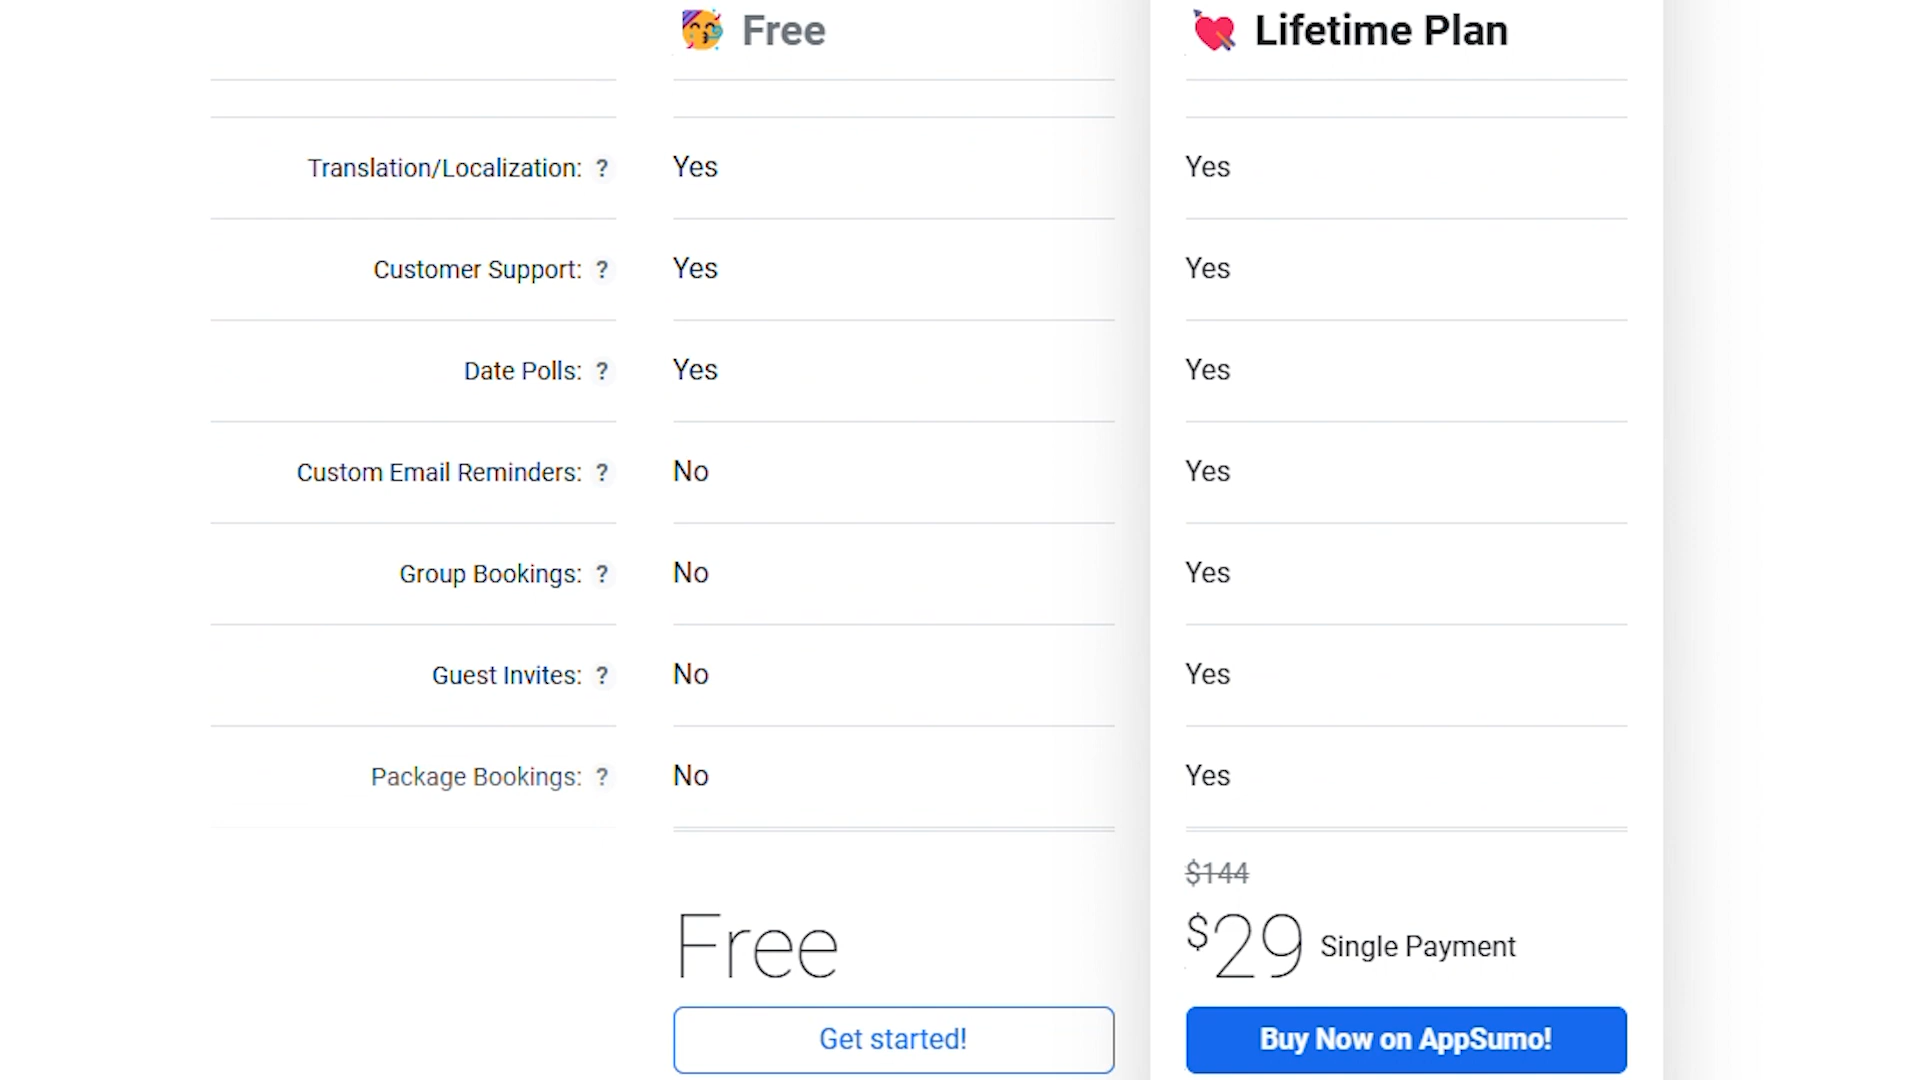 Free Lifetime Plan
Translation/Localization: ? Yes Yes
Customer Support: ? Yes Yes
Date Polls: ? Yes Yes
Custom Email Reminders: ? No Yes
Group Bookings: ? No Yes
Guest Invites: ? No Yes
Package Bookings: ? No Yes
$144
Free $29 Single Payment
Get started! Buy Now on AppSumo!